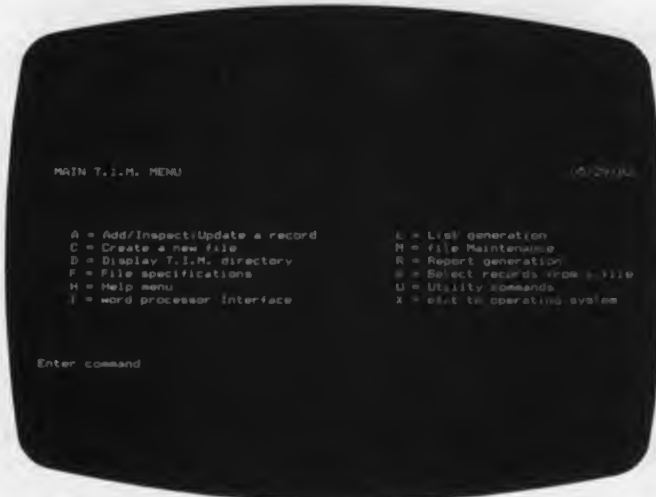 MAIN T.I.M. MENU
A = Add/Inspect/Update a record
C = Create a new file
D = Display T.I.M. directory
F = File specifications
H = Help menu
I = word processor Interface
L = List generation
M = file Maintenance
R = Report generation
S = Select records from a file
U = Utility commands
X = eXit to operating system
Enter command